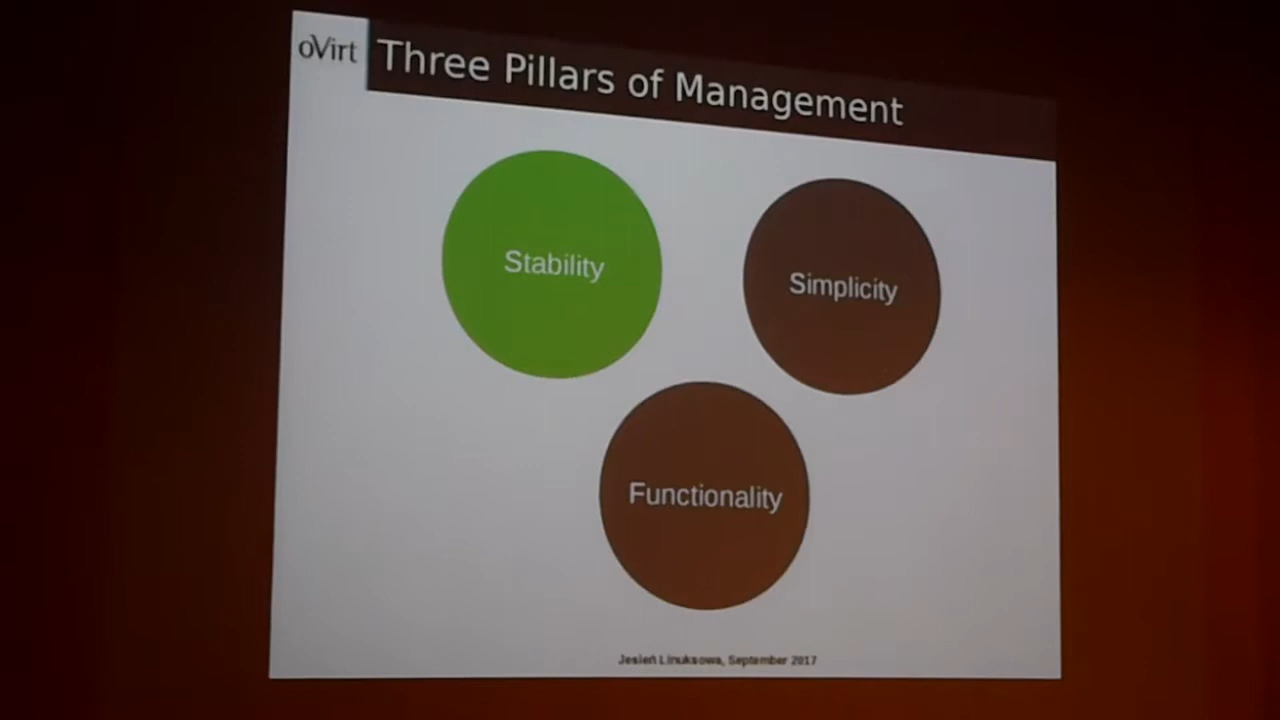 oVirt
Three Pillars of Management
Stability
Simplicity
Functionality
Jesień Linuksowa, September 2017